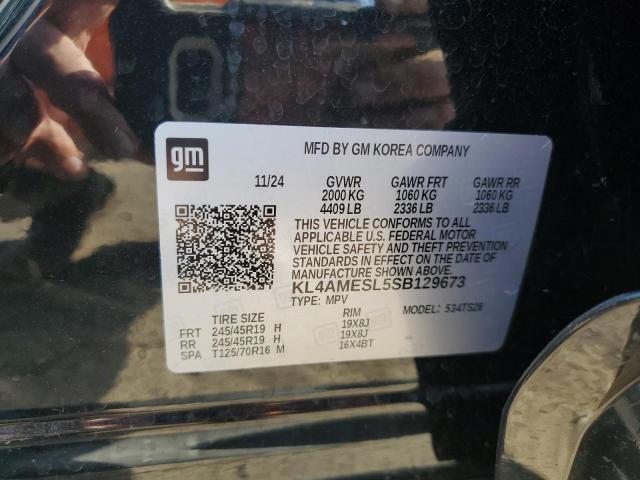 gm
MFD BY GM KOREA COMPANY
11/24 GVWR GAWR FRT GAWR RR
2000 KG 1060 KG 1060 KG
4409 LB 2336 LB 2336 LB
THIS VEHICLE CONFORMS TO ALL
APPLICABLE U.S. FEDERAL MOTOR
VEHICLE SAFETY AND THEFT PREVENTION
STANDARDS IN EFFECT ON THE DATE OF
MANUFACTURE SHOWN ABOVE.
KL4AMESL5SB129673
TYPE: MPV MODEL: 534TS26
TIRE SIZE RIM
FRT 245/45R19 H 19X8J
RR 245/45R19 H 19X8J
SPA T125/70R16 M 16X4BT